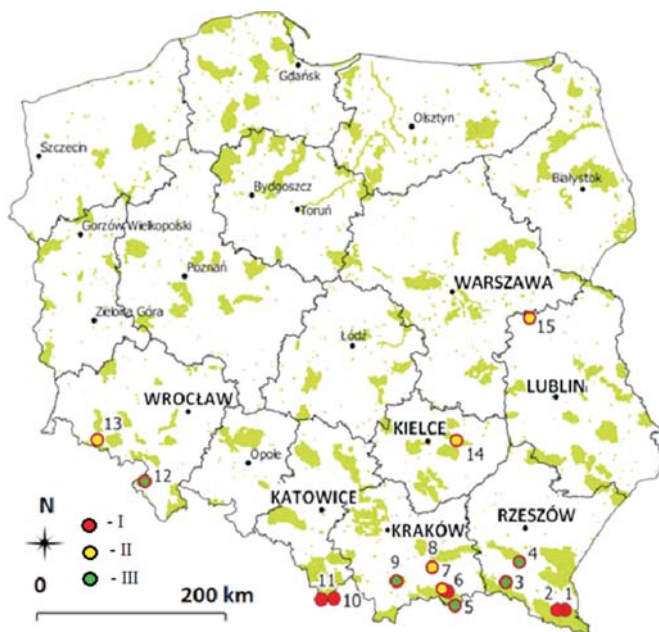 Gdańsk
Olsztyn
Szczecin
Białystok
Bydgoszcz
Toruń
Gorzów Wielkopolski
Poznań
WARSZAWA
Zielona Góra
15
Łódź
LUBLIN
WROCŁAW
13
KIELCE
14
Opole
12
KATOWICE
N
RZESZÓW
- I
KRAKÓW
- II
8
4
7
- III
9
6
3
11
2 1
0
200 km
10
5